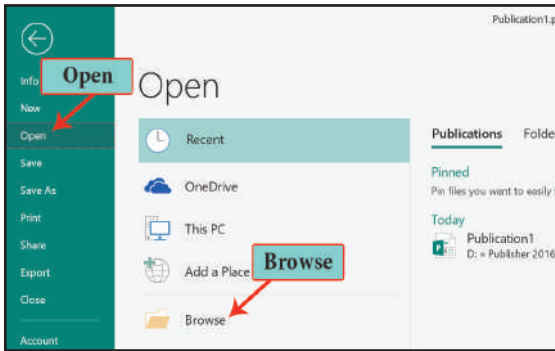 Publication1.p
Info
Open
Open
New
Open
Recent
Publications Folde
Save
Pinned
Save As
OneDrive
Pin files you want to easily
Print
This PC
Today
Share
Publication1
Export
Add a Place
Browse
D: » Publisher 2016
Close
Browse
Account